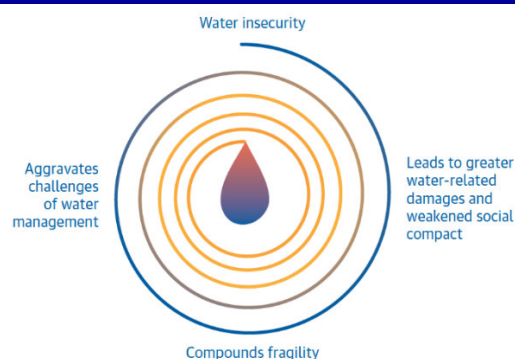 Water insecurity
Leads to greater
water-related
damages and
weakened social
compact
Compounds fragility
Aggravates
challenges
of water
management